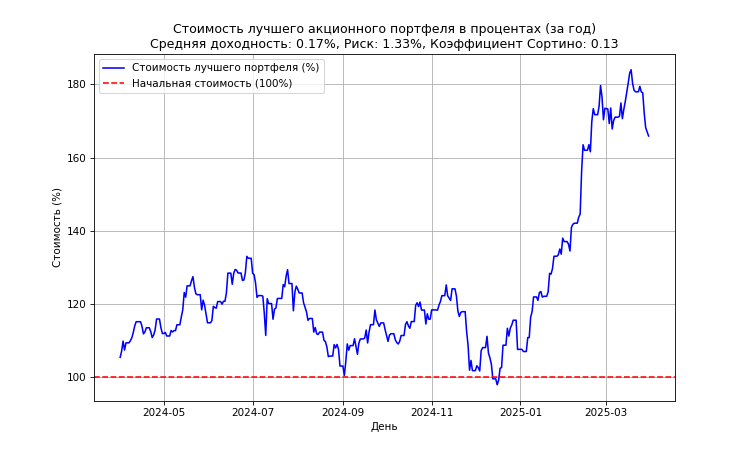 Стоимость лучшего акционного портфеля в процентах (за год)
Средняя доходность: 0.17%, Риск: 1.33%, Коэффициент Сортино: 0.13
Стоимость лучшего портфеля (%)
Начальная стоимость (100%)
Стоимость (%)
180
160
140
120
100
2024-05 2024-07 2024-09 2024-11 2025-01 2025-03
День